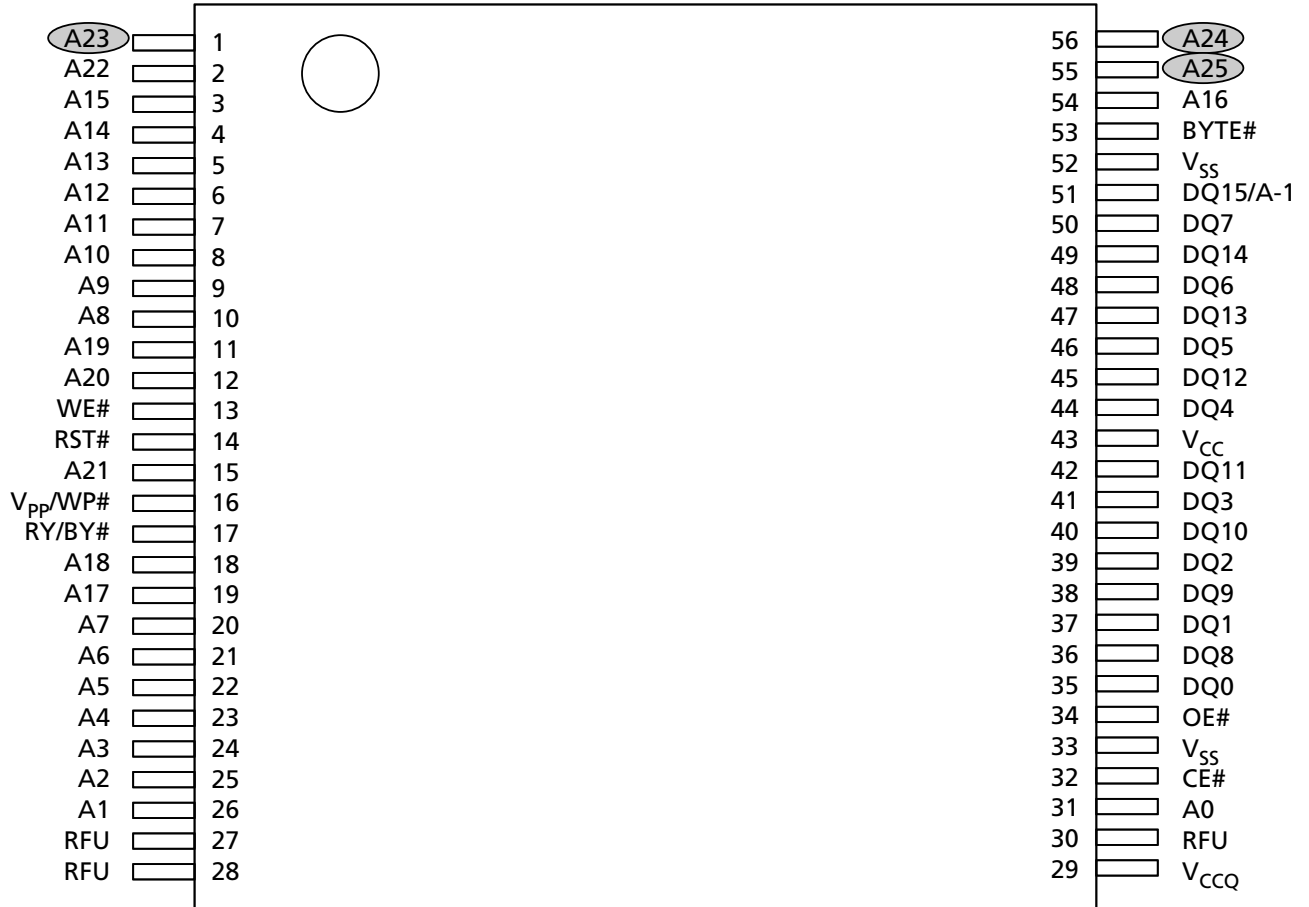 A23 1 56 A24
A22 2 55 A25
A15 3 54 A16
A14 4 53 BYTE#
A13 5 52 VSS
A12 6 51 DQ15/A-1
A11 7 50 DQ7
A10 8 49 DQ14
A9 9 48 DQ6
A8 10 47 DQ13
A19 11 46 DQ5
A20 12 45 DQ12
WE# 13 44 DQ4
RST# 14 43 VCC
A21 15 42 DQ11
VPP/WP# 16 41 DQ3
RY/BY# 17 40 DQ10
A18 18 39 DQ2
A17 19 38 DQ9
A7 20 37 DQ1
A6 21 36 DQ8
A5 22 35 DQ0
A4 23 34 OE#
A3 24 33 VSS
A2 25 32 CE#
A1 26 31 A0
RFU 27 30 RFU
RFU 28 29 VCCQ